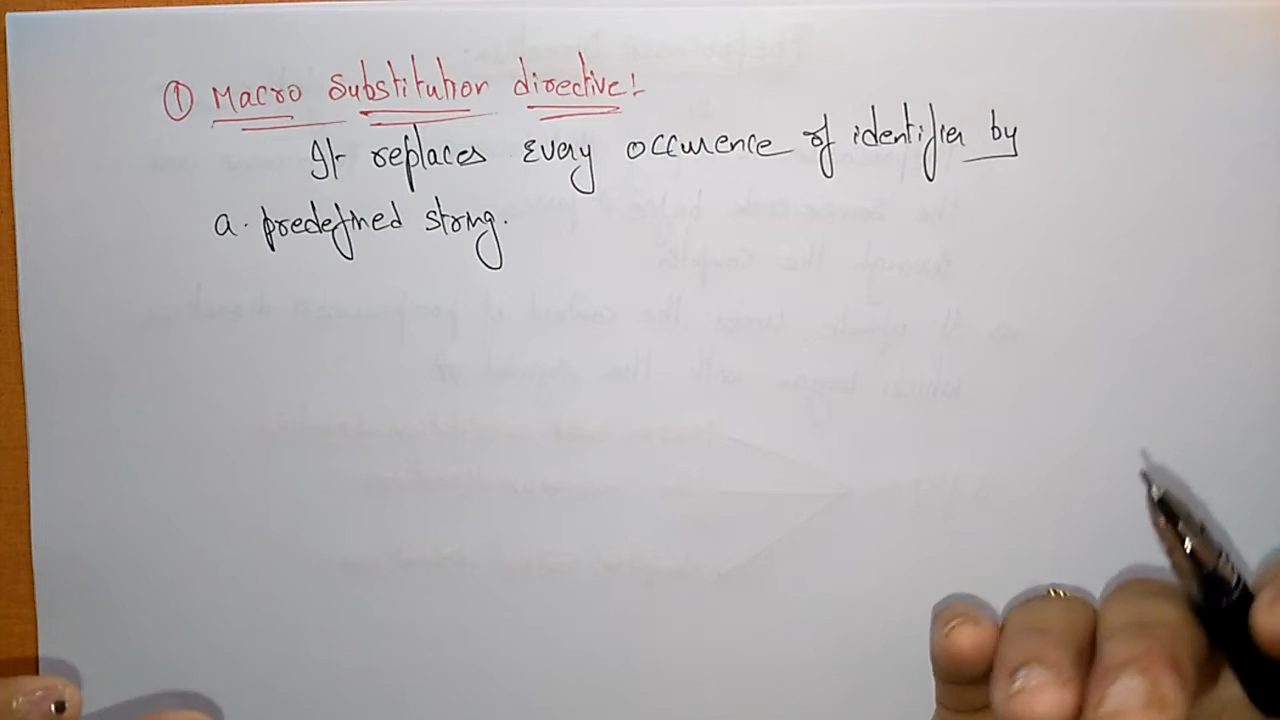 ① Macro substitution directive:
It replaces every occurence of identifier by
a predefined string.